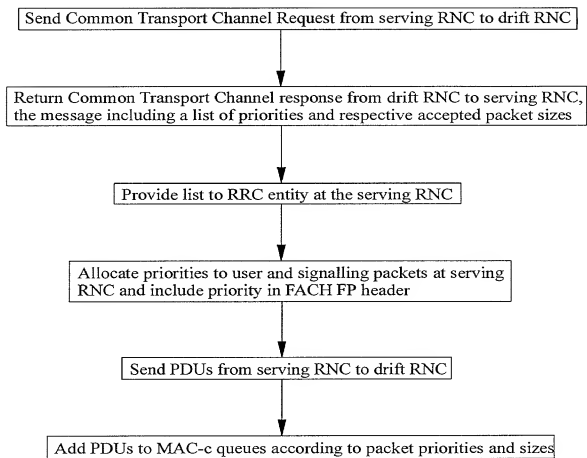 Send Common Transport Channel Request from serving RNC to drift RNC
Return Common Transport Channel response from drift RNC to serving RNC,
the message including a list of priorities and respective accepted packet sizes
Provide list to RRC entity at the serving RNC
Allocate priorities to user and signalling packets at serving
RNC and include priority in FACH FP header
Send PDUs from serving RNC to drift RNC
Add PDUs to MAC-c queues according to packet priorities and sizes